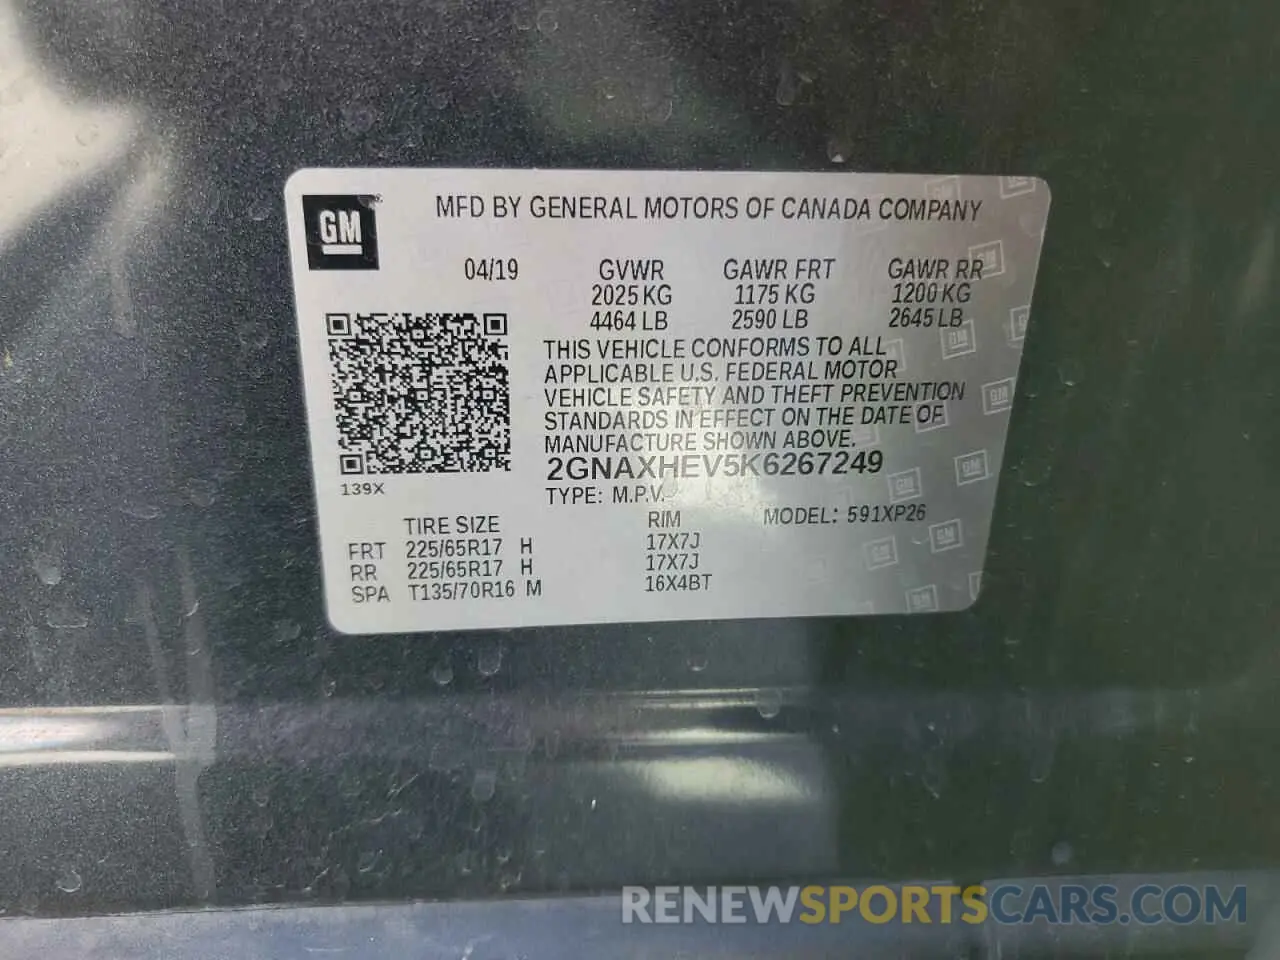 GM
MFD BY GENERAL MOTORS OF CANADA COMPANY
04/19 GVWR GAWR FRT GAWR RR
2025 KG 1175 KG 1200 KG
4464 LB 2590 LB 2645 LB
THIS VEHICLE CONFORMS TO ALL
APPLICABLE U.S. FEDERAL MOTOR
VEHICLE SAFETY AND THEFT PREVENTION
STANDARDS IN EFFECT ON THE DATE OF
MANUFACTURE SHOWN ABOVE.
2GNAXHEV5K6267249
139X
TYPE: M.P.V.
TIRE SIZE RIM MODEL: 591XP26
FRT 225/65R17 H 17X7J
RR 225/65R17 H 17X7J
SPA T135/70R16 M 16X4BT
RENEWSPORTSCARS.COM